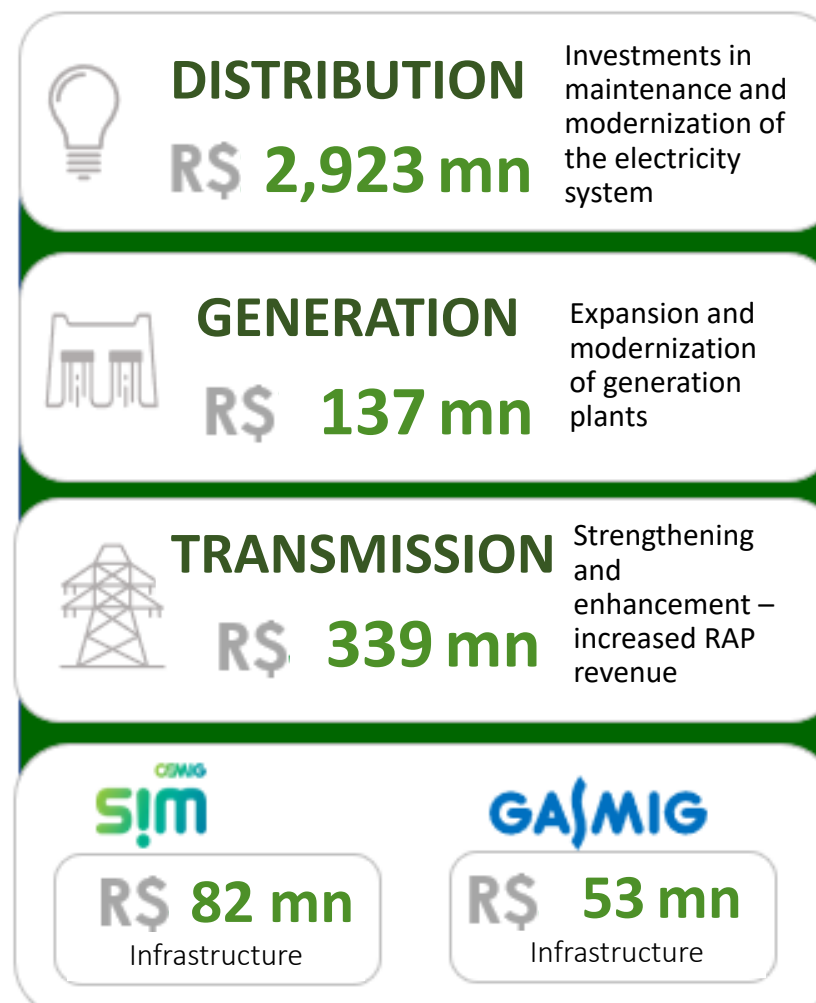 DISTRIBUTION
R$ 2,923 mn
Investments in
maintenance and
modernization of
the electricity
system
GENERATION
R$ 137 mn
Expansion and
modernization
of generation
plants
TRANSMISSION
R$ 339 mn
Strengthening
and
enhancement –
increased RAP
revenue
CEMIG
SIM
R$ 82 mn
Infrastructure
GASMIG
R$ 53 mn
Infrastructure